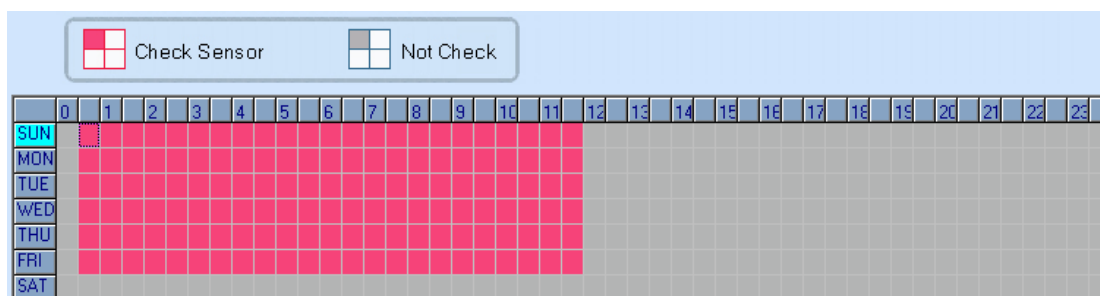 Check Sensor Not Check
0 1 2 3 4 5 6 7 8 9 10 11 12 13 14 15 16 17 18 19 20 21 22 23
SUN
MON
TUE
WED
THU
FRI
SAT